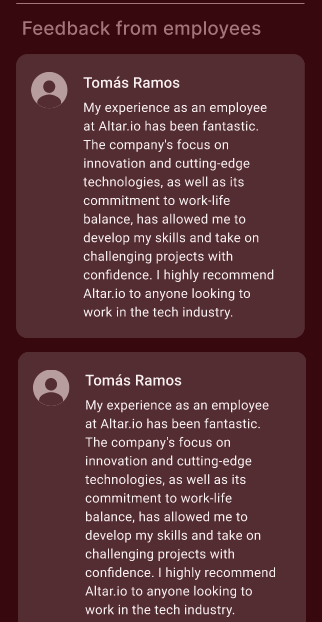 Feedback from employees
Tomás Ramos
My experience as an employee
at Altar.io has been fantastic.
The company's focus on
innovation and cutting-edge
technologies, as well as its
commitment to work-life
balance, has allowed me to
develop my skills and take on
challenging projects with
confidence. I highly recommend
Altar.io to anyone looking to
work in the tech industry.
Tomás Ramos
My experience as an employee
at Altar.io has been fantastic.
The company's focus on
innovation and cutting-edge
technologies, as well as its
commitment to work-life
balance, has allowed me to
develop my skills and take on
challenging projects with
confidence. I highly recommend
Altar.io to anyone looking to
work in the tech industry.